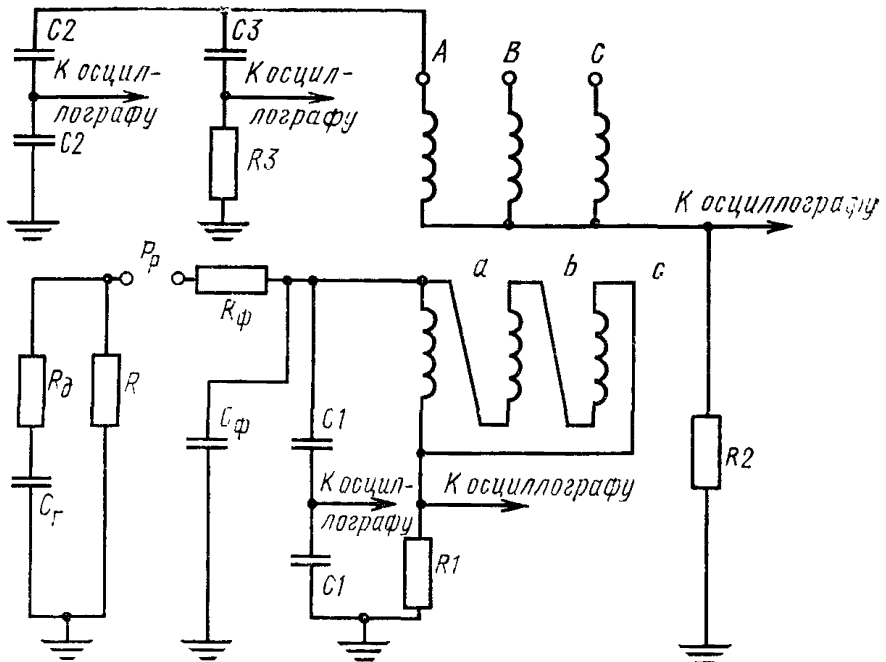 C2
C3
К осцил-
лографу
К осцил-
лографу
C2
R3
A
B
C
К осциллографу
Pр
Rф
a
b
c
Rд
R
Cг
Cф
C1
К осцил-
лографу
C1
К осциллографу
R1
R2